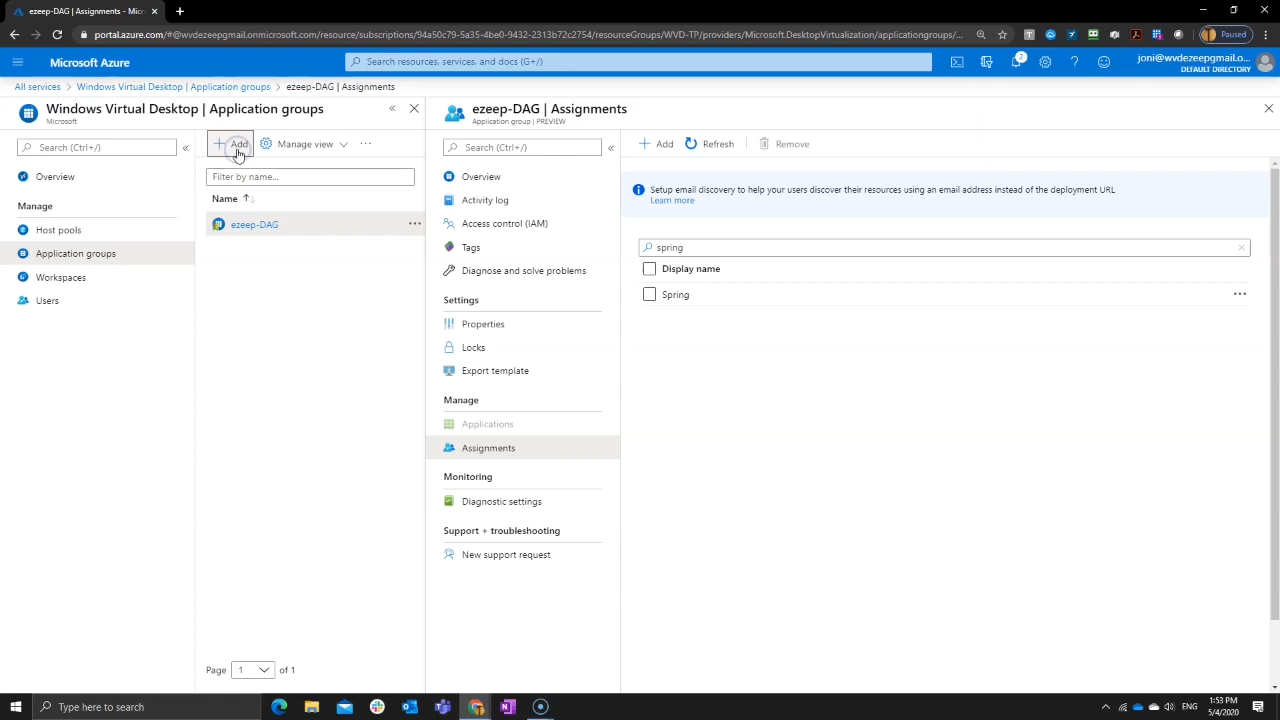 ezeep-DAG | Assignments - Micr
portal.azure.com/#@wvdezeepgmail.onmicrosoft.com/resource/subscriptions/94a50c79-5a35-4be0-9432-2313b72c2754/resourceGroups/WVD-TP/providers/Microsoft.DesktopVirtualization/applicationgroups/...
Paused
Microsoft Azure
Search resources, services, and docs (G+/)
2
joni@wvdezeepgmail.o...
DEFAULT DIRECTORY
All services > Windows Virtual Desktop | Application groups > ezeep-DAG | Assignments
Windows Virtual Desktop | Application groups
Microsoft
Search (Ctrl+/)
Overview
Manage
Host pools
Application groups
Workspaces
Users
Add
Manage view
Filter by name...
Name
ezeep-DAG
Page 1 of 1
ezeep-DAG | Assignments
Application group | PREVIEW
Search (Ctrl+/)
Overview
Activity log
Access control (IAM)
Tags
Diagnose and solve problems
Settings
Properties
Locks
Export template
Manage
Applications
Assignments
Monitoring
Diagnostic settings
Support + troubleshooting
New support request
Add
Refresh
Remove
Setup email discovery to help your users discover their resources using an email address instead of the deployment URL
Learn more
spring
Display name
Spring
Type here to search
ENG
1:53 PM
5/4/2020